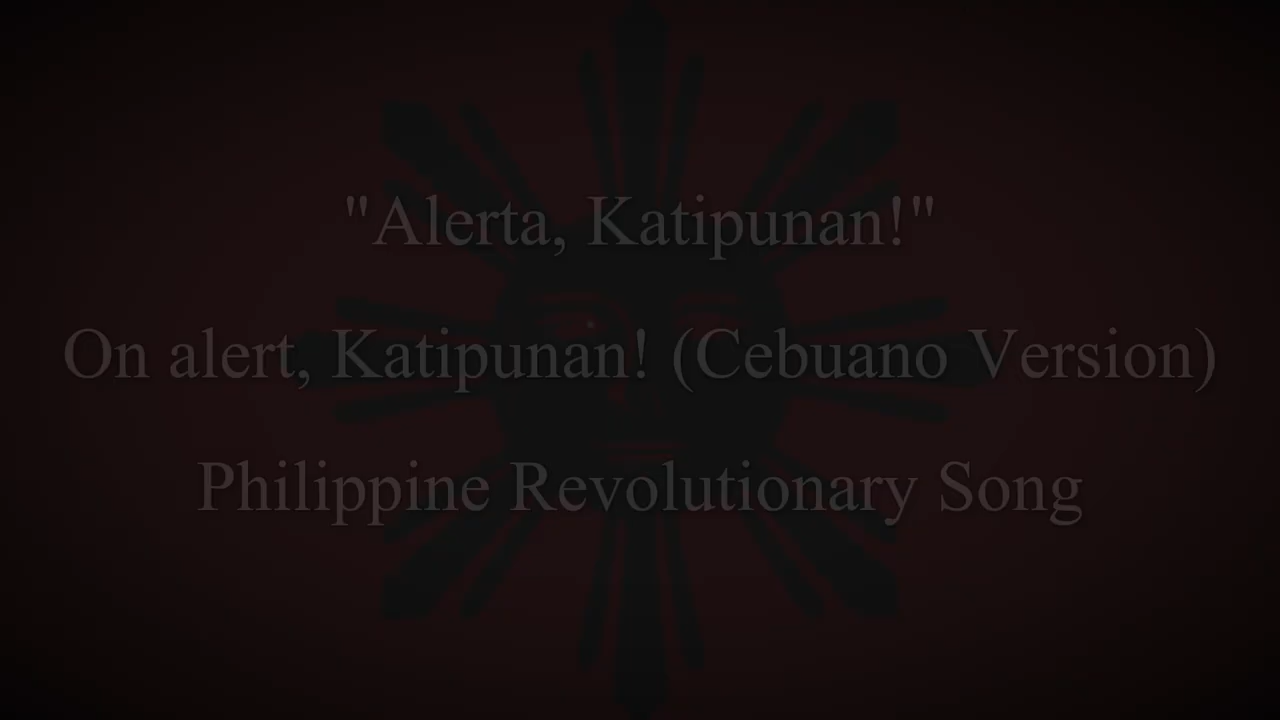 "Alerta, Katipunan!"
On alert, Katipunan! (Cebuano Version)
Philippine Revolutionary Song